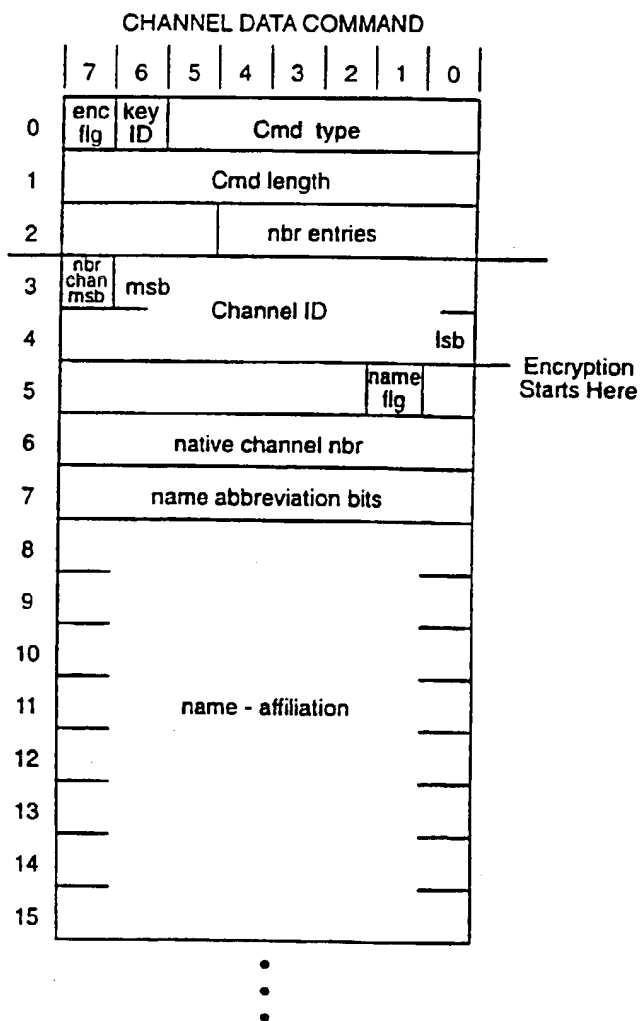 CHANNEL DATA COMMAND
7 6 5 4 3 2 1 0
0 enc flg key ID Cmd type
1 Cmd length
2 nbr entries
3 nbr chan msb msb
Channel ID
4 lsb
Encryption Starts Here
5 name flg
6 native channel nbr
7 name abbreviation bits
8
9
10
11 name - affiliation
12
13
14
15